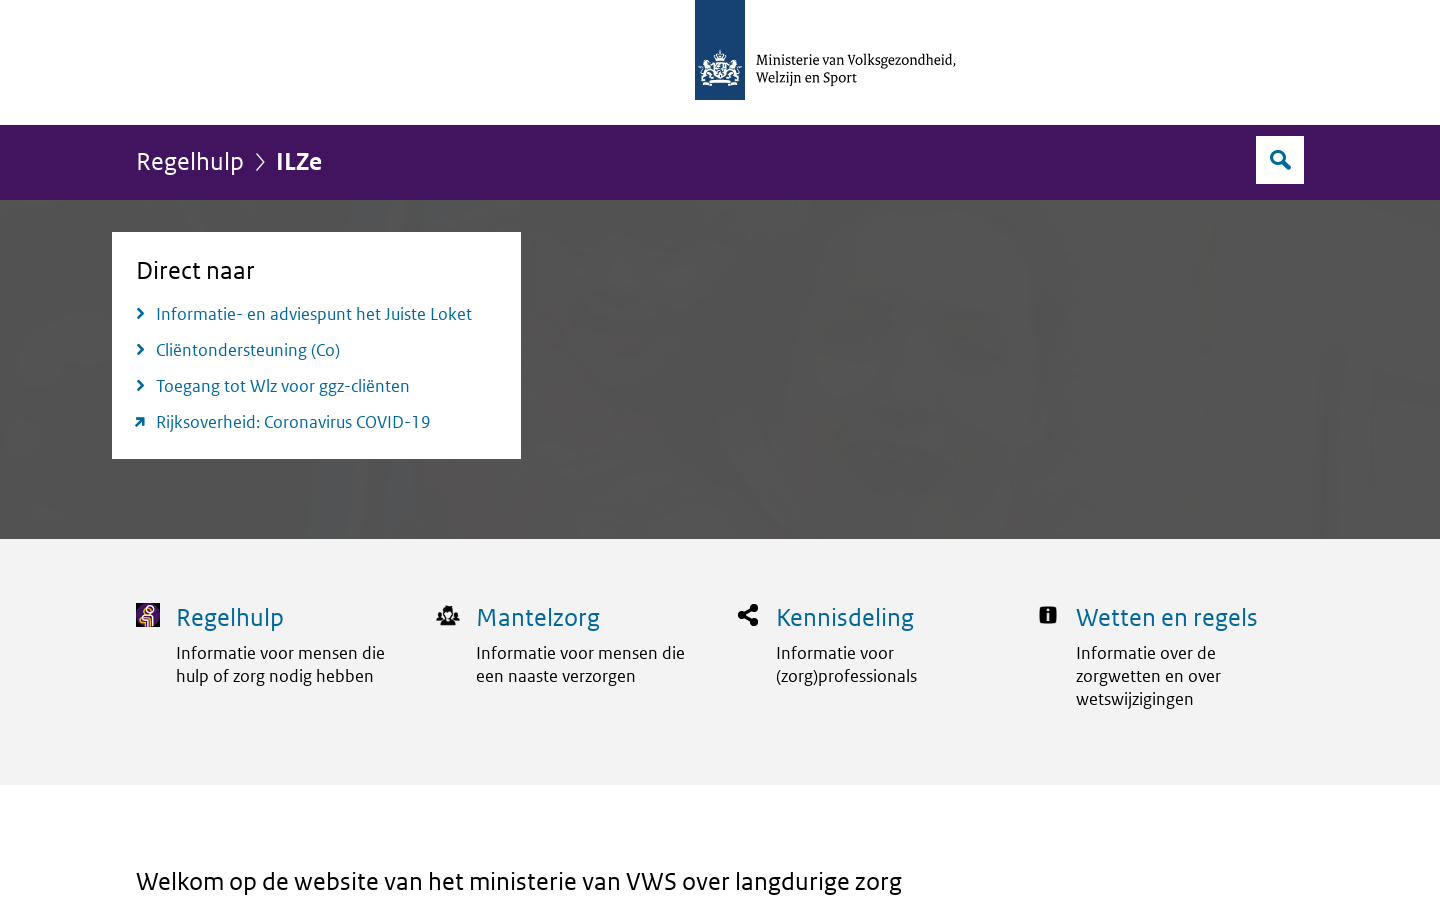 Ministerie van Volksgezondheid,
Welzijn en Sport
Regelhulp
ILZe
Direct naar
Informatie- en adviespunt het Juiste Loket
Cliëntondersteuning (Co)
Toegang tot Wlz voor ggz-cliënten
Rijksoverheid: Coronavirus COVID-19
Regelhulp
Informatie voor mensen die
hulp of zorg nodig hebben
Mantelzorg
Informatie voor mensen die
een naaste verzorgen
Kennisdeling
Informatie voor
(zorg)professionals
Wetten en regels
Informatie over de
zorgwetten en over
wetswijzigingen
Welkom op de website van het ministerie van VWS over langdurige zorg